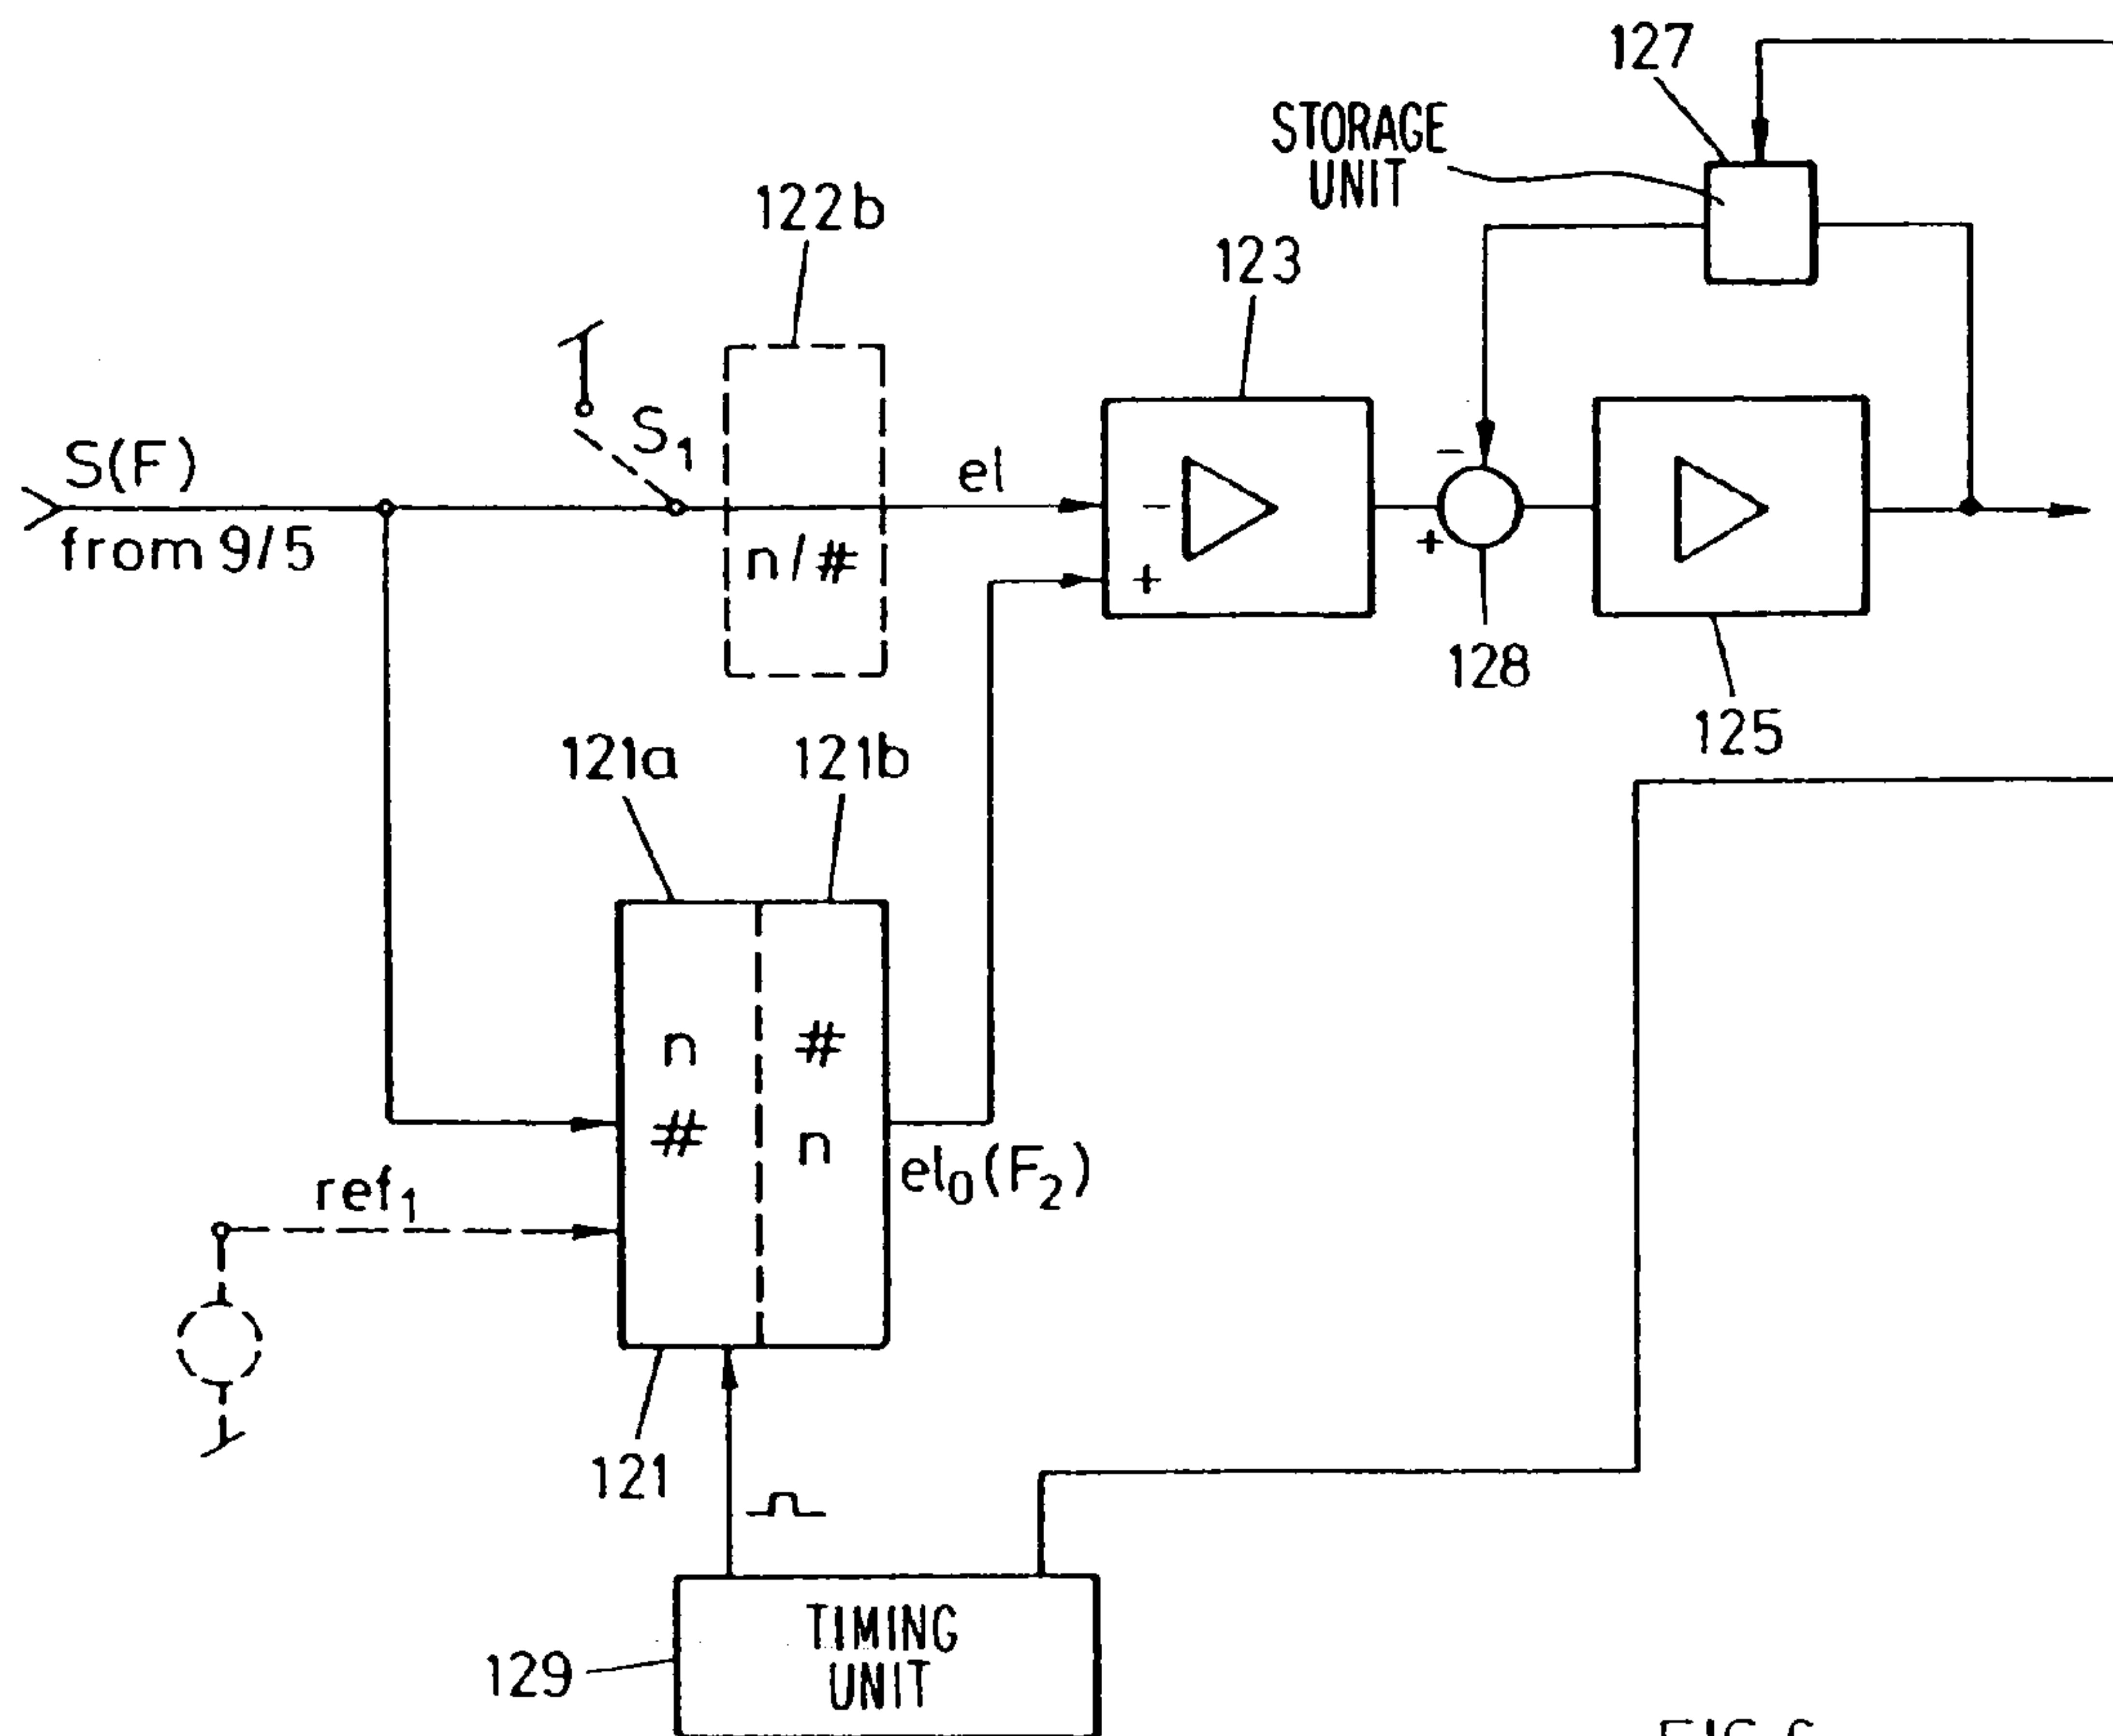 127
STORAGE
UNIT
122b
123
S(F)
S₁
el
from 9/5
n/#
−
+
−
+
128
125
121a
121b
n
#
#
n
ref₁
el₀(F₂)
121
TIMING
UNIT
129